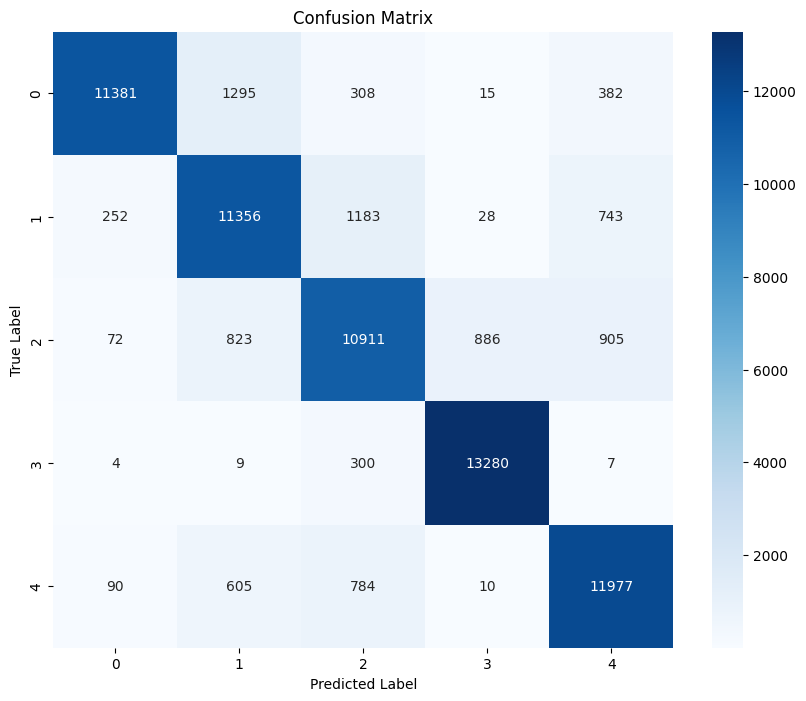 Confusion Matrix
0 11381 1295 308 15 382
1 252 11356 1183 28 743
2 72 823 10911 886 905
3 4 9 300 13280 7
4 90 605 784 10 11977
0 1 2 3 4
Predicted Label
True Label
12000
10000
8000
6000
4000
2000